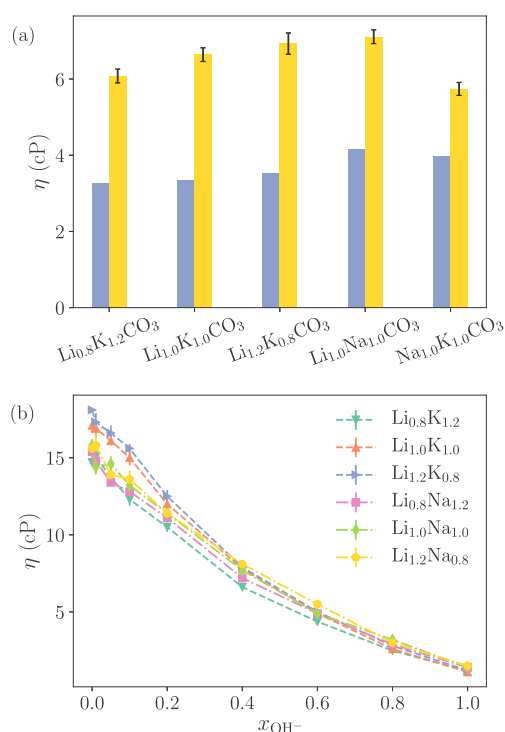 (a)
6
4
2
0
η (cP)
Li₀.₈K₁.₂CO₃
Li₁.₀K₁.₀CO₃
Li₁.₂K₀.₈CO₃
Li₁.₀Na₁.₀CO₃
Na₁.₀K₁.₀CO₃
(b)
15
10
5
η (cP)
Li₀.₈K₁.₂
Li₁.₀K₁.₀
Li₁.₂K₀.₈
Li₀.₈Na₁.₂
Li₁.₀Na₁.₀
Li₁.₂Na₀.₈
0.0 0.2 0.4 0.6 0.8 1.0
x_OH⁻